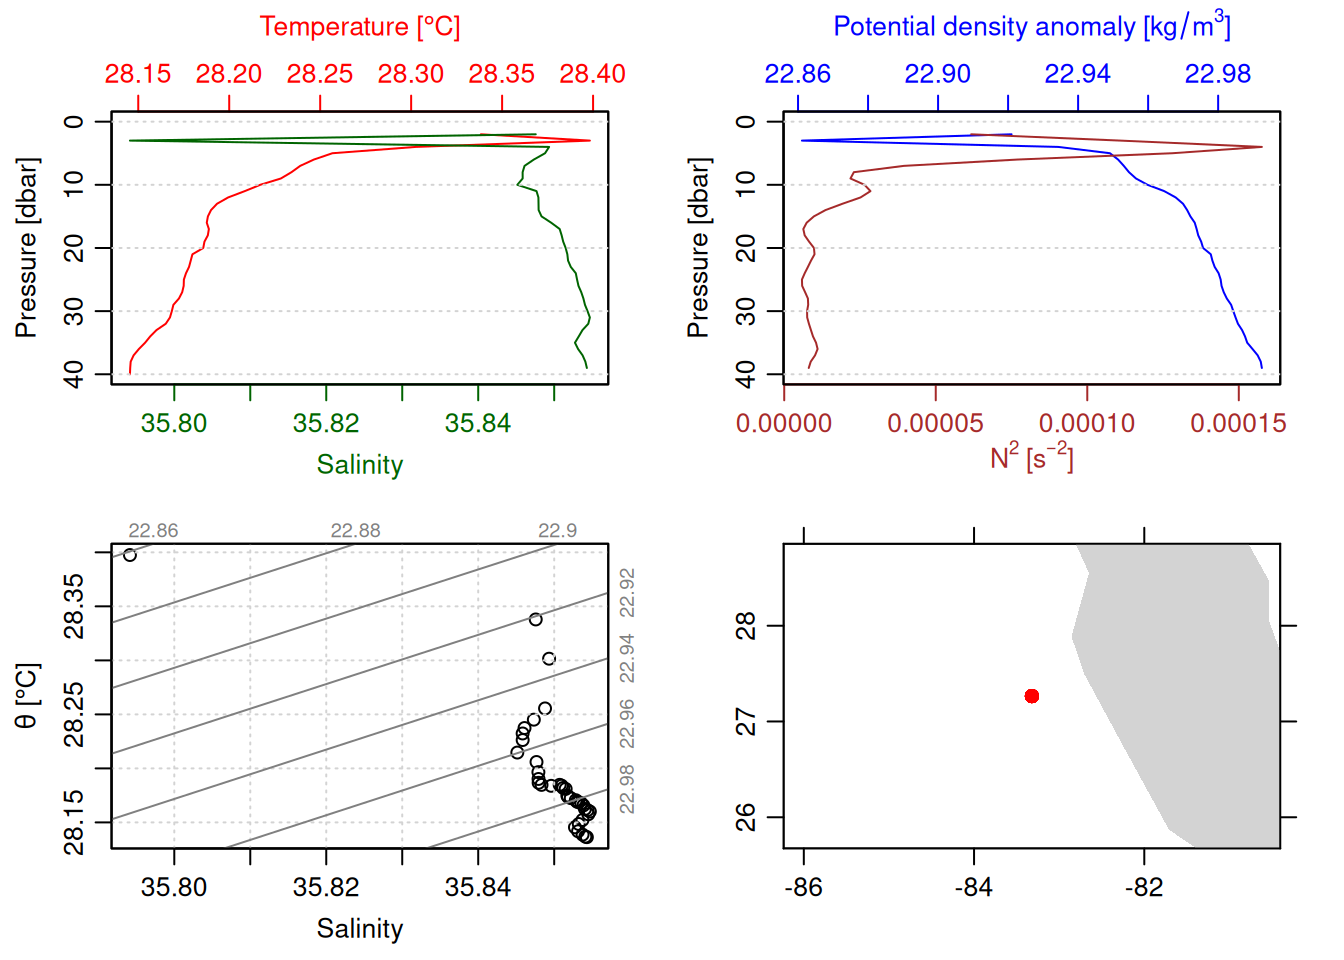 Temperature [°C]
28.15 28.20 28.25 28.30 28.35 28.40
Pressure [dbar]
0
10
20
30
40
35.80 35.82 35.84
Salinity
Potential density anomaly [kg/m³]
22.86 22.90 22.94 22.98
Pressure [dbar]
0
10
20
30
40
0.00000 0.00005 0.00010 0.00015
N² [s⁻²]
22.86 22.88 22.9
22.92
22.94
22.96
22.98
θ [°C]
28.35
28.25
28.15
35.80 35.82 35.84
Salinity
28
27
26
-86 -84 -82